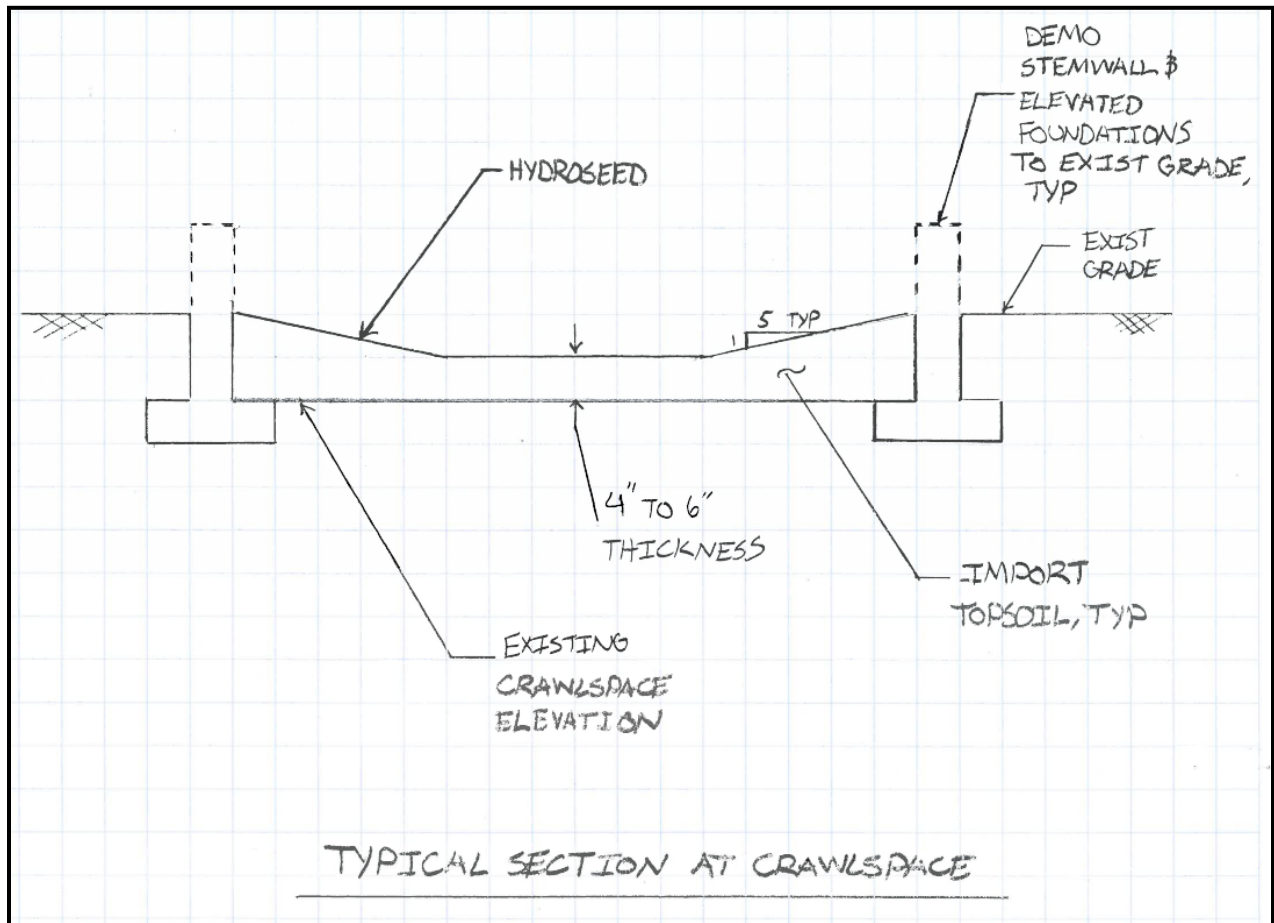 DEMO
STEMWALL &
ELEVATED
FOUNDATIONS
TO EXIST GRADE,
TYP
HYDROSEED
EXIST
GRADE
5 TYP
1
4" TO 6"
THICKNESS
IMPORT
TOPSOIL, TYP
EXISTING
CRAWLSPACE
ELEVATION
TYPICAL SECTION AT CRAWLSPACE